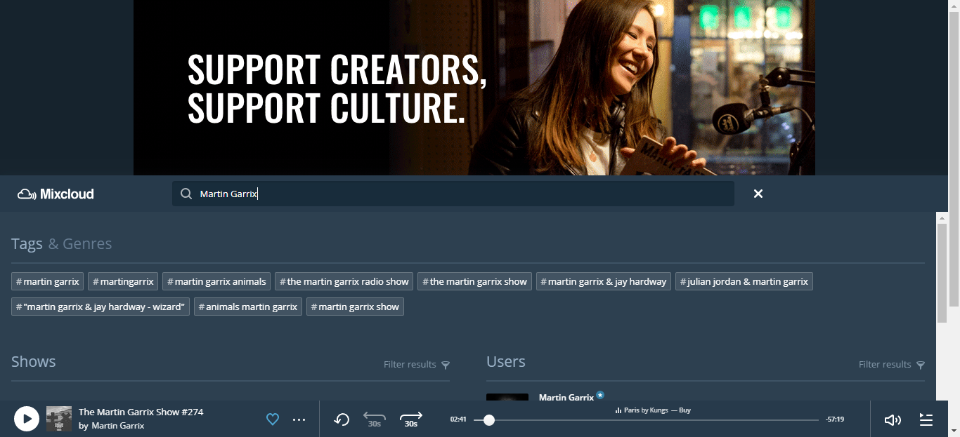 SUPPORT CREATORS,
SUPPORT CULTURE.
Mixcloud
Martin Garrix
Tags & Genres
#martin garrix #martingarrix #martin garrix animals #the martin garrix radio show #the martin garrix show #martin garrix & jay hardway #julian jordan & martin garrix
#"martin garrix & jay hardway - wizard" #animals martin garrix #martin garrix show
Shows Filter results
Users Filter results
Martin Garrix
The Martin Garrix Show #274
by Martin Garrix
30s 30s
02:41
Paris by Kungs — Buy
-57:19